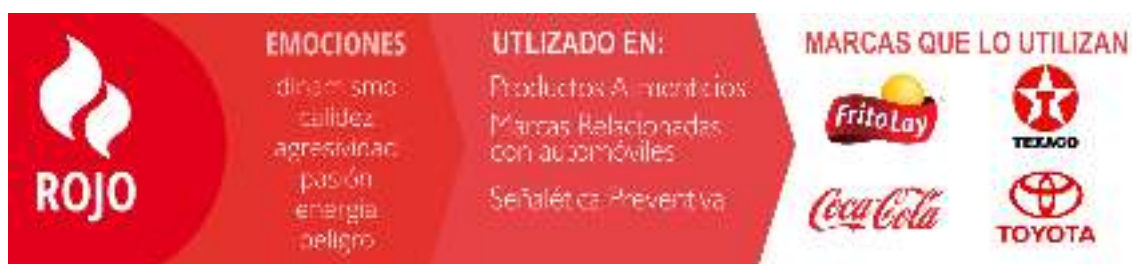 ROJO
EMOCIONES
dinamismo
calidez
agresividad
pasión
energía
peligro
UTLIZADO EN:
Productos Alimenticios
Marcas Relacionadas
con automóviles
Señalética Preventiva
MARCAS QUE LO UTILIZAN
FritoLay
T
TEXACO
Coca-Cola
TOYOTA